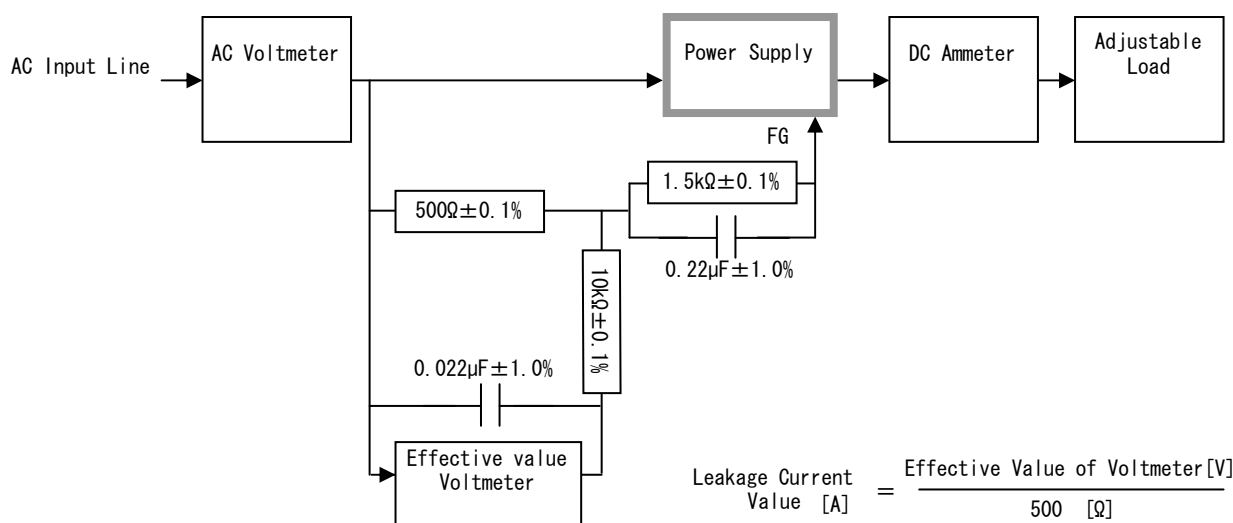 AC Input Line
AC Voltmeter
Power Supply
DC Ammeter
Adjustable
Load
FG
1.5kΩ±0.1%
500Ω±0.1%
0.22μF±1.0%
10kΩ±0.1%
0.022μF±1.0%
Effective value
Voltmeter
Leakage Current
Value [A]
=
Effective Value of Voltmeter[V]
500 [Ω]